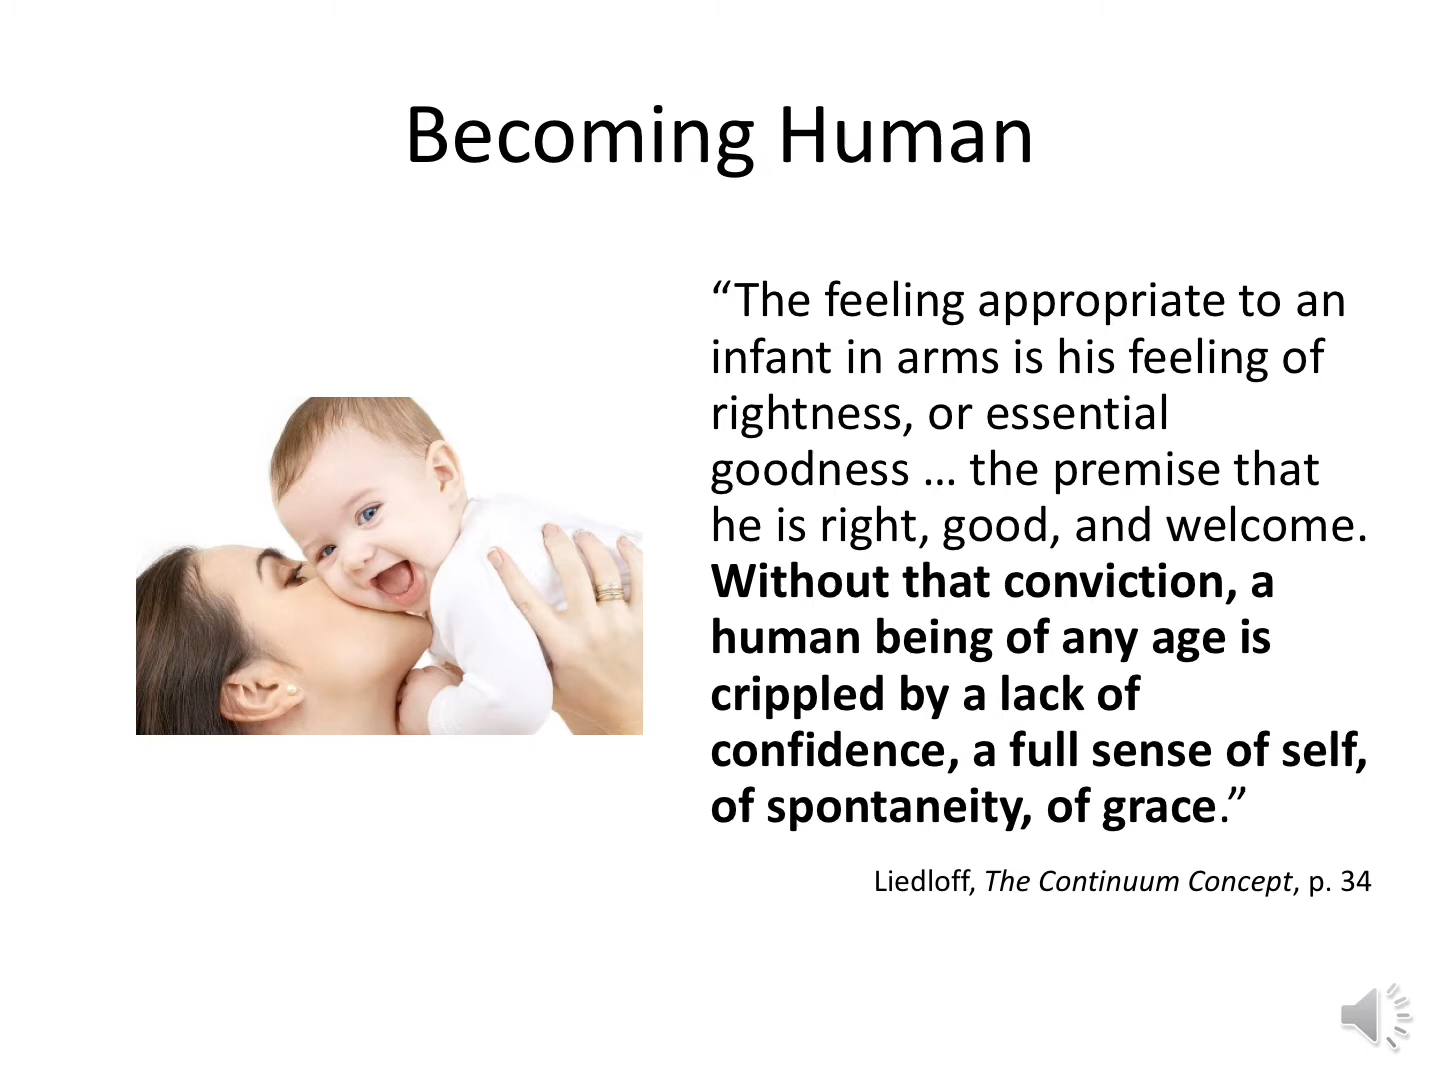 Becoming Human
“The feeling appropriate to an
infant in arms is his feeling of
rightness, or essential
goodness … the premise that
he is right, good, and welcome.
Without that conviction, a
human being of any age is
crippled by a lack of
confidence, a full sense of self,
of spontaneity, of grace.”
Liedloff, The Continuum Concept, p. 34